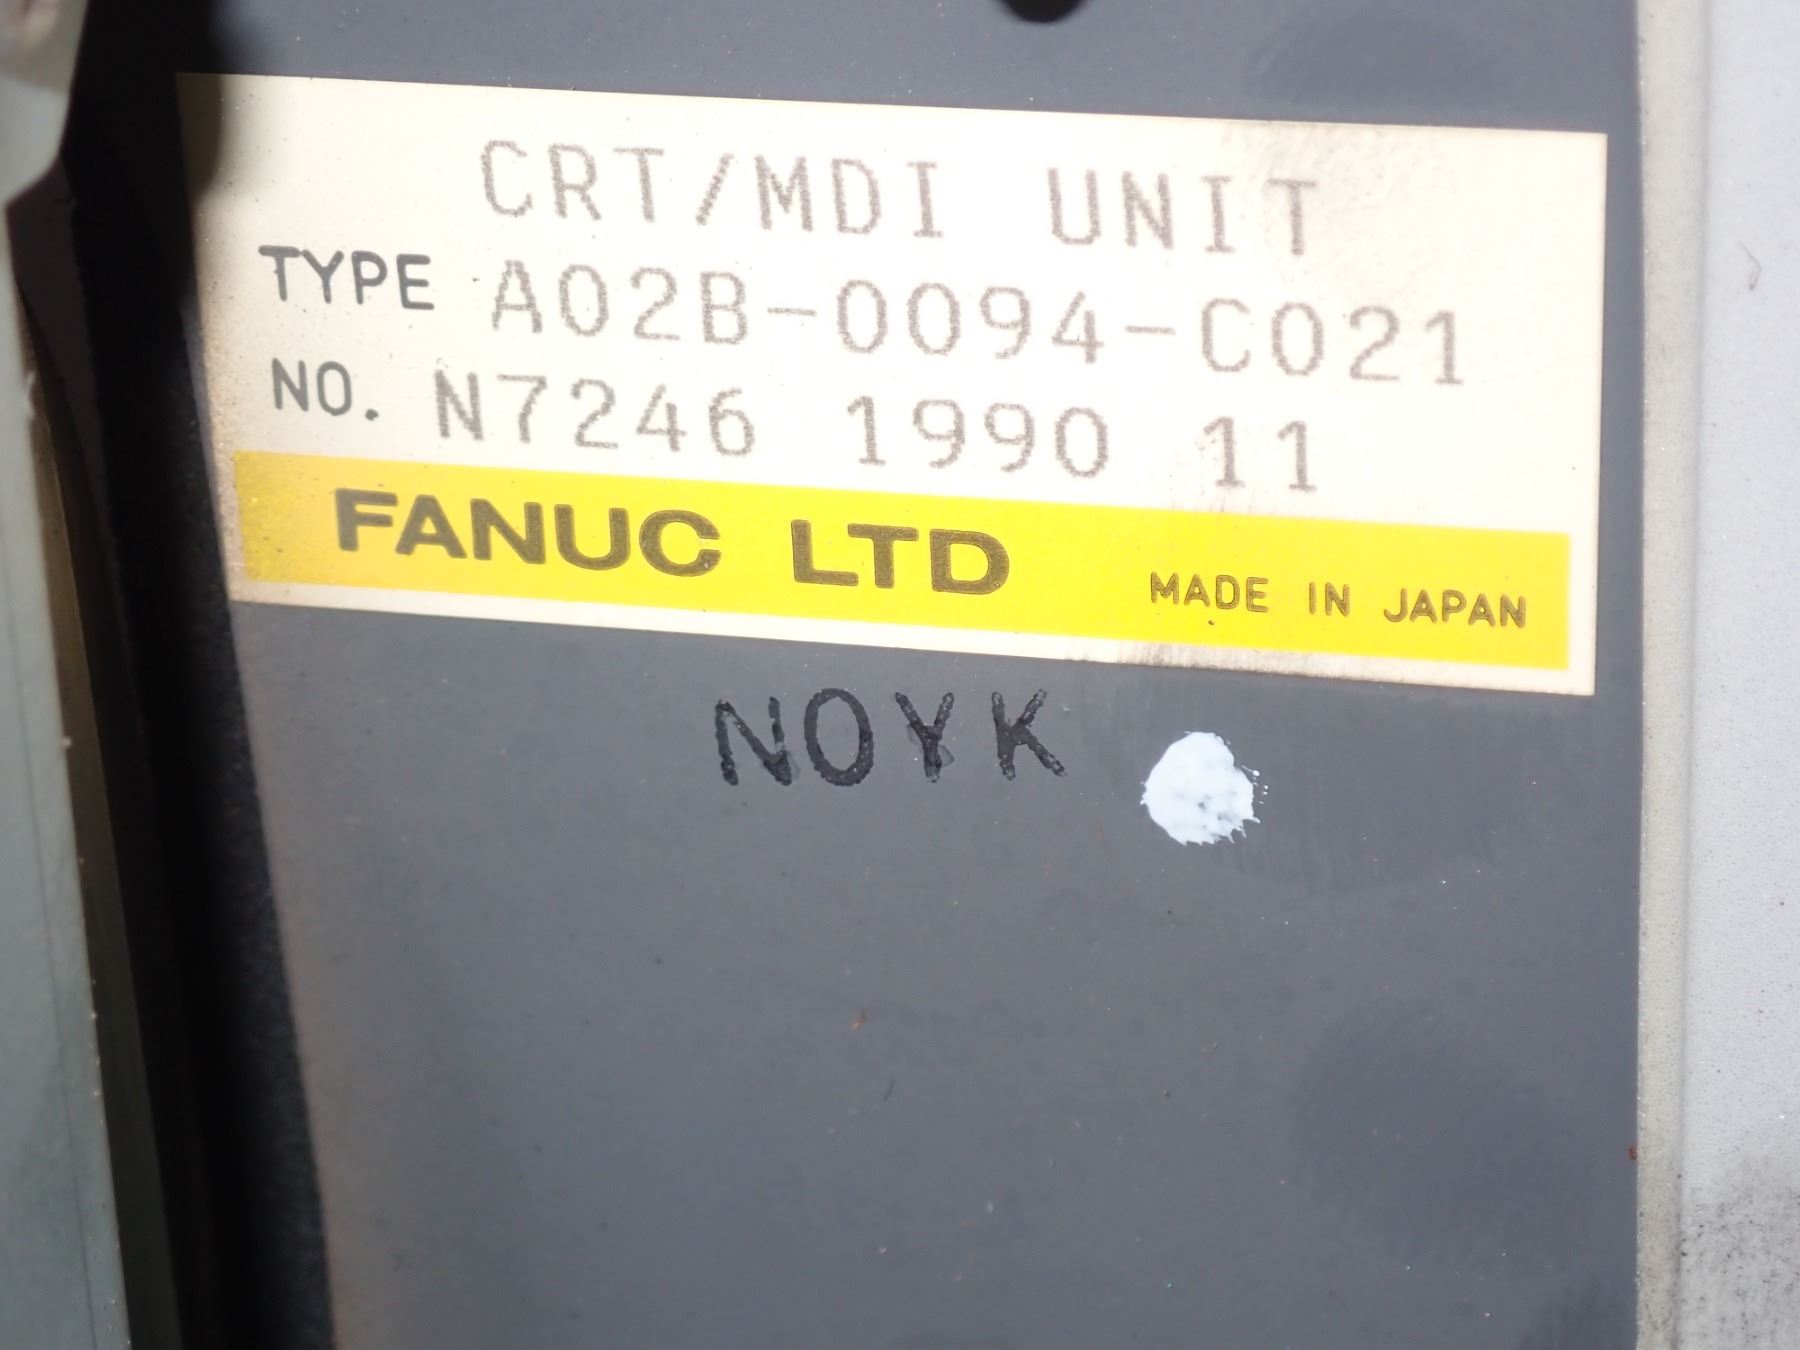 CRT/MDI UNIT
TYPE A02B-0094-C021
NO. N7246 1990 11
FANUC LTD MADE IN JAPAN
NOYK